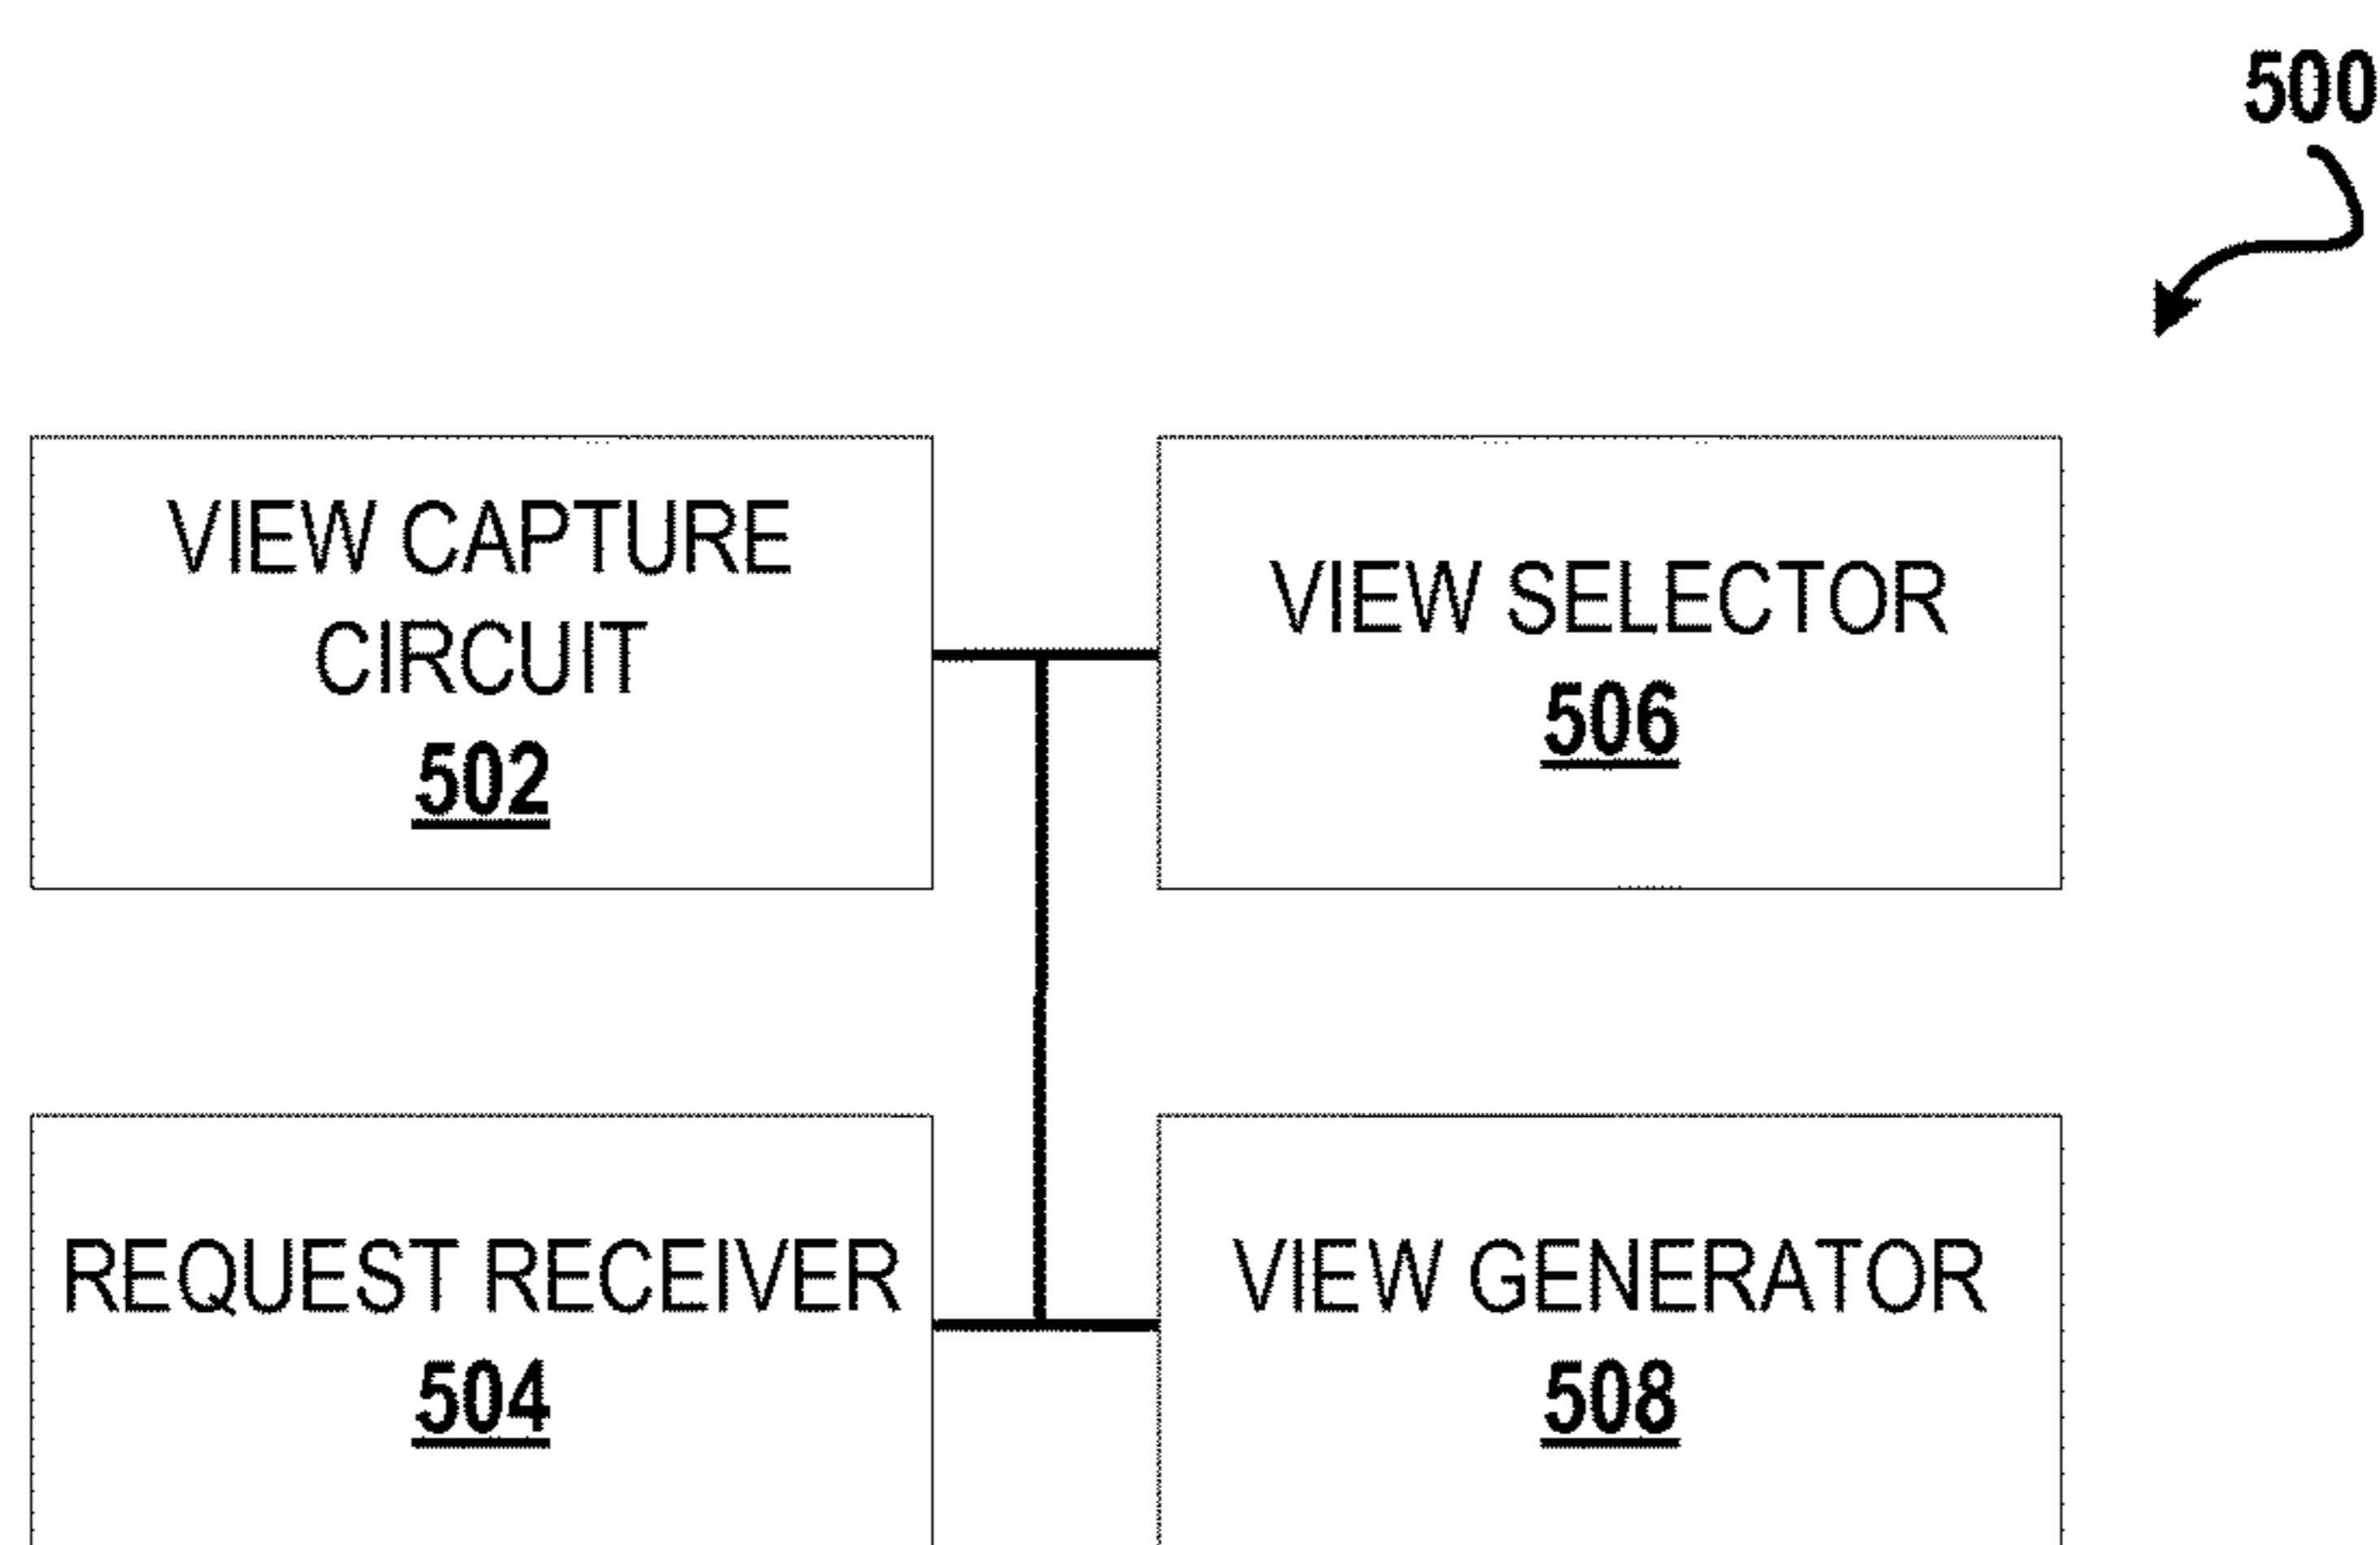 500
VIEW CAPTURE
CIRCUIT
502
VIEW SELECTOR
506
REQUEST RECEIVER
504
VIEW GENERATOR
508